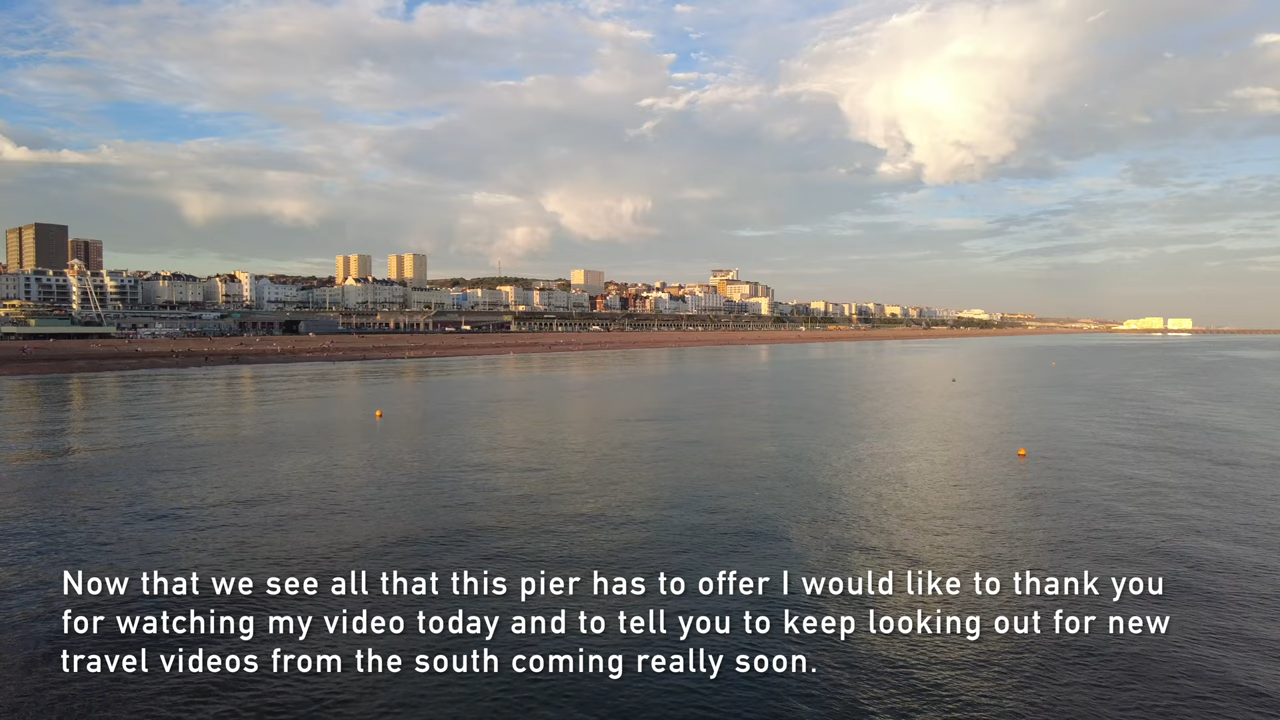 Now that we see all that this pier has to offer I would like to thank you
for watching my video today and to tell you to keep looking out for new
travel videos from the south coming really soon.